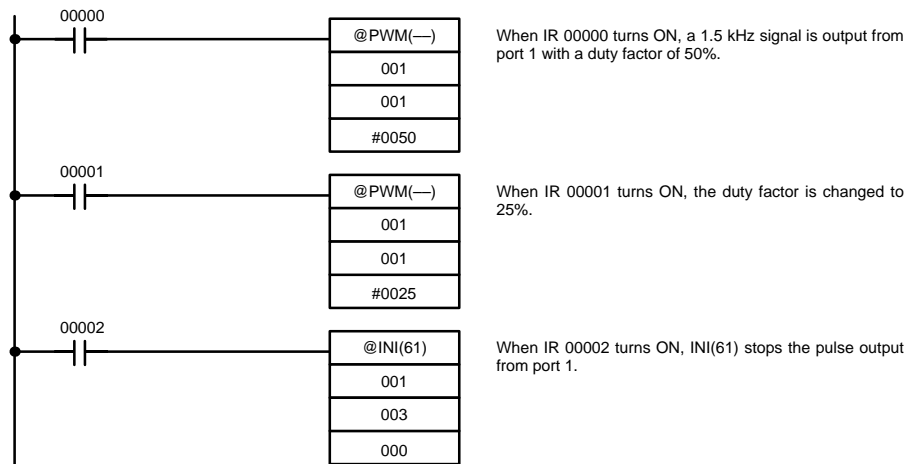 00000
@PWM(––)
When IR 00000 turns ON, a 1.5 kHz signal is output from
port 1 with a duty factor of 50%.
001
001
#0050
00001
@PWM(––)
When IR 00001 turns ON, the duty factor is changed to
25%.
001
001
#0025
00002
@INI(61)
When IR 00002 turns ON, INI(61) stops the pulse output
from port 1.
001
003
000